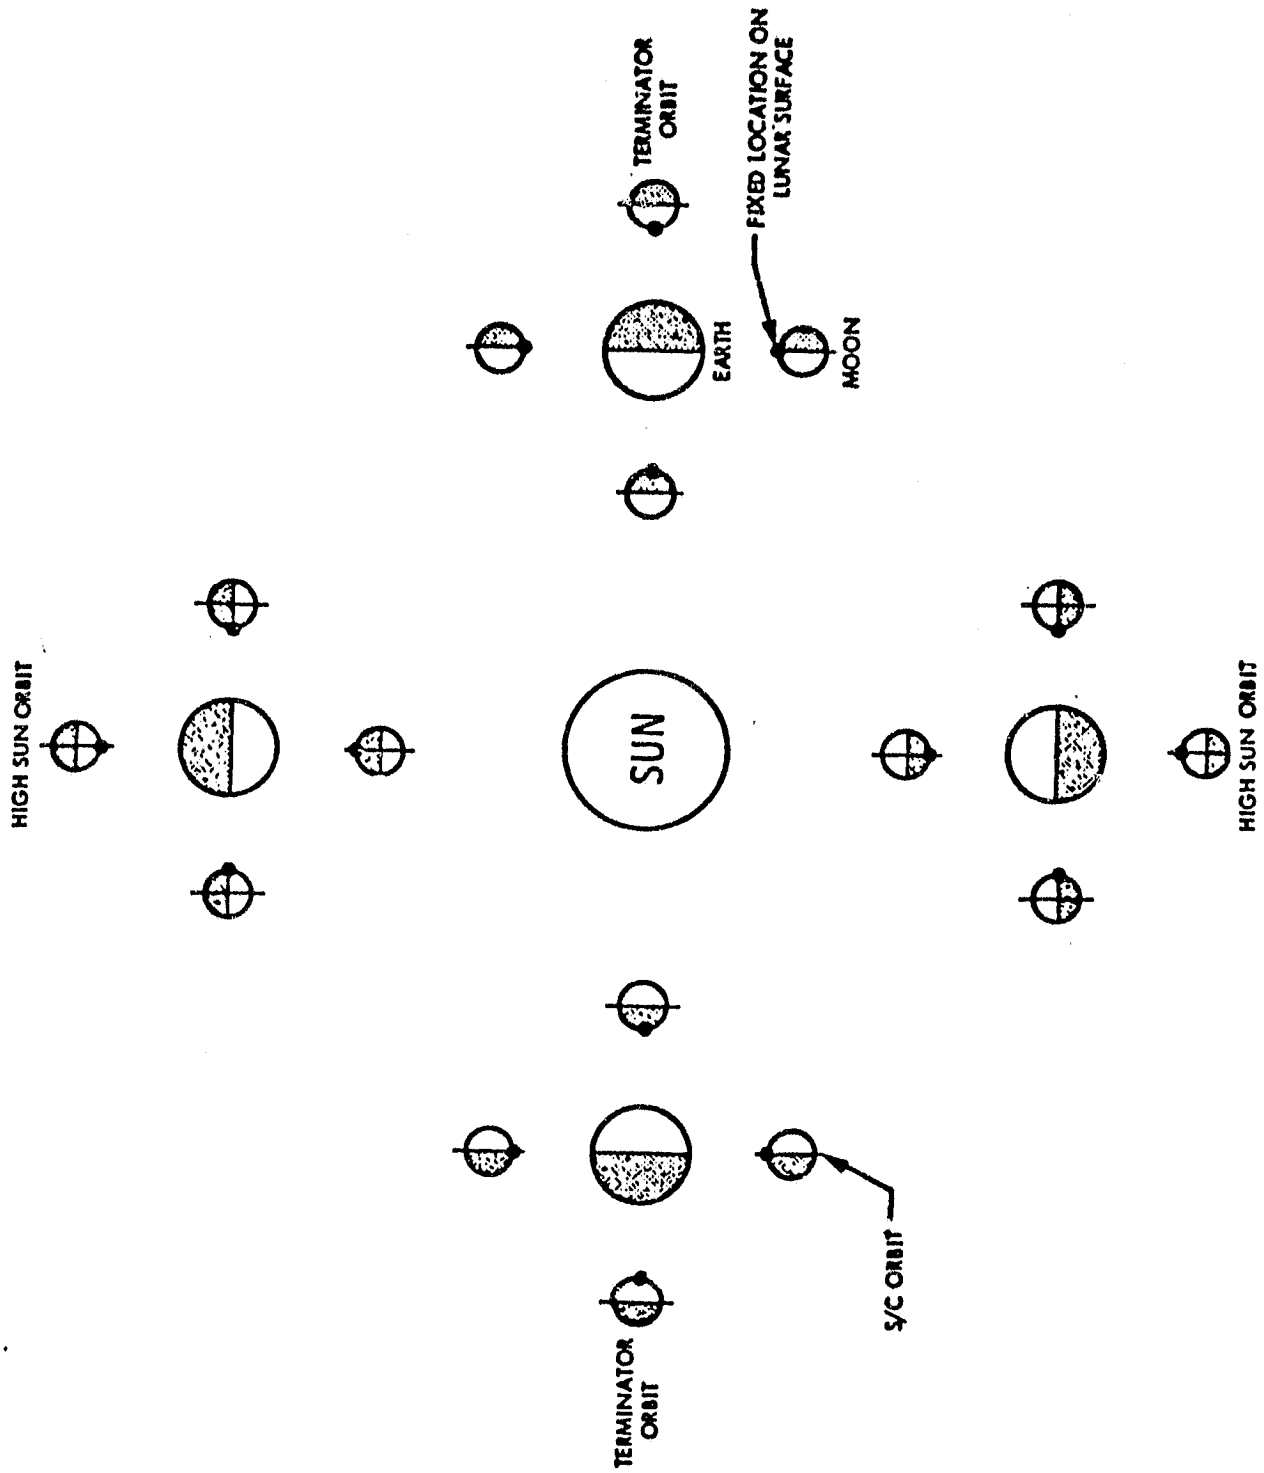 TERMINATOR
ORBIT
FIXED LOCATION ON
LUNAR SURFACE
EARTH
MOON
HIGH SUN ORBIT
SUN
HIGH SUN ORBIT
S/C ORBIT
TERMINATOR
ORBIT